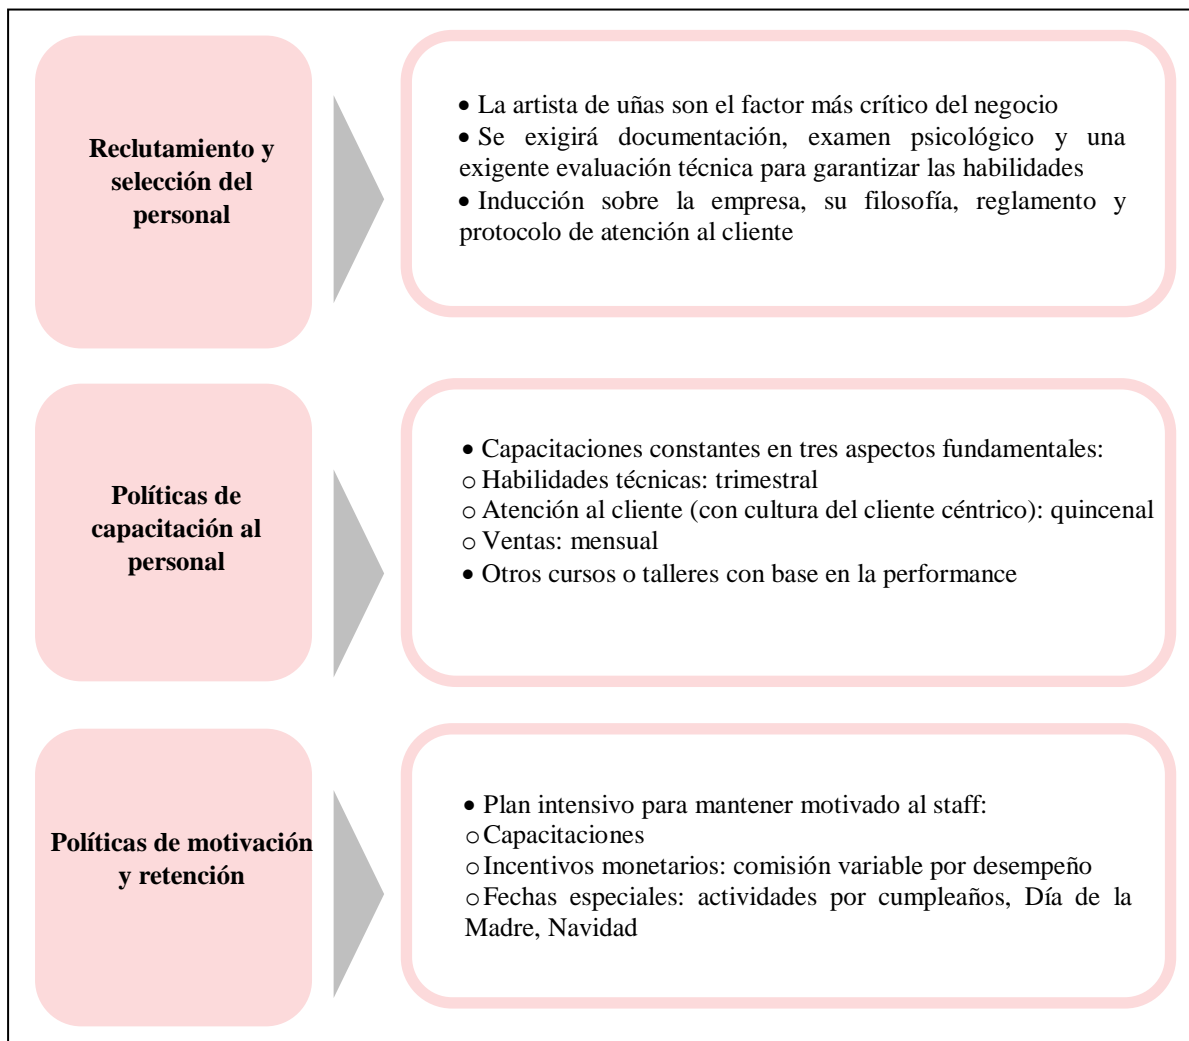 Reclutamiento y
selección del
personal
• La artista de uñas son el factor más crítico del negocio
• Se exigirá documentación, examen psicológico y una
exigente evaluación técnica para garantizar las habilidades
• Inducción sobre la empresa, su filosofía, reglamento y
protocolo de atención al cliente
Políticas de
capacitación al
personal
• Capacitaciones constantes en tres aspectos fundamentales:
o Habilidades técnicas: trimestral
o Atención al cliente (con cultura del cliente céntrico): quincenal
o Ventas: mensual
• Otros cursos o talleres con base en la performance
Políticas de motivación
y retención
• Plan intensivo para mantener motivado al staff:
o Capacitaciones
o Incentivos monetarios: comisión variable por desempeño
o Fechas especiales: actividades por cumpleaños, Día de la
Madre, Navidad